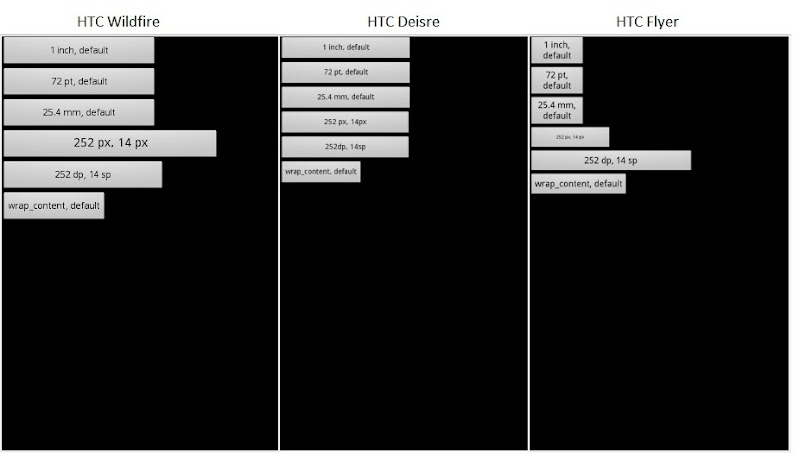 HTC Wildfire
1 inch, default
72 pt, default
25.4 mm, default
252 px, 14 px
252 dp, 14 sp
wrap_content, default
HTC Deisre
1 inch, default
72 pt, default
25.4 mm, default
252 px, 14px
252dp, 14sp
wrap_content, default
HTC Flyer
1 inch,
default
72 pt,
default
25.4 mm,
default
252 px, 14 px
252 dp, 14 sp
wrap_content, default